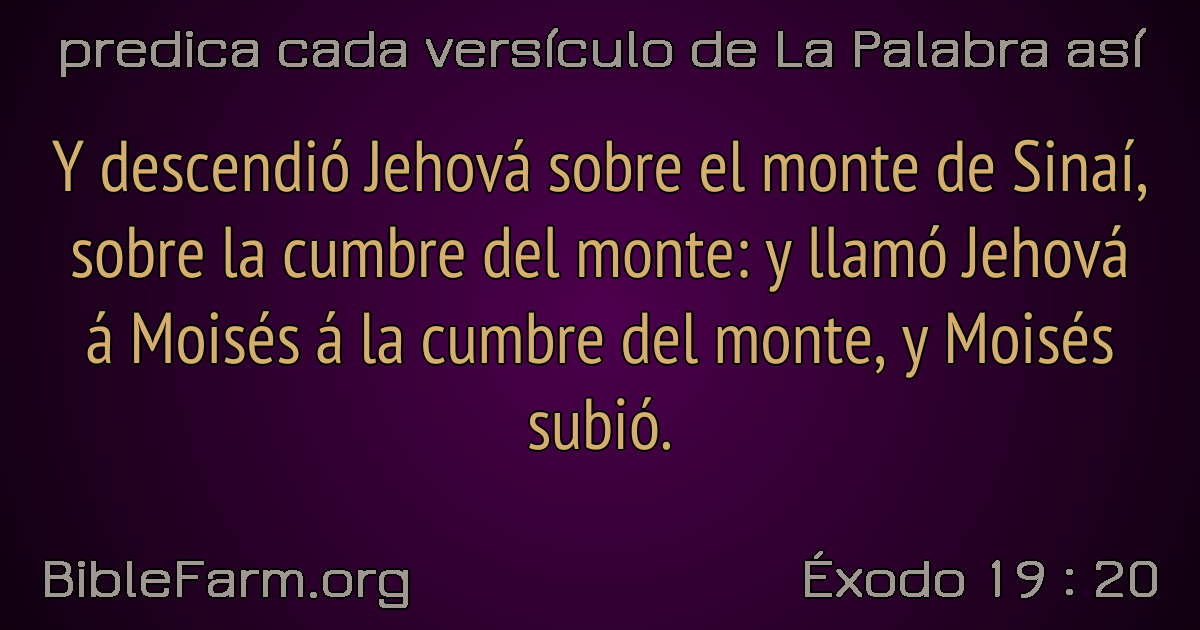 predica cada versículo de La Palabra así
Y descendió Jehová sobre el monte de Sinaí,
sobre la cumbre del monte: y llamó Jehová
á Moisés á la cumbre del monte, y Moisés
subió.
BibleFarm.org
Éxodo 19 : 20